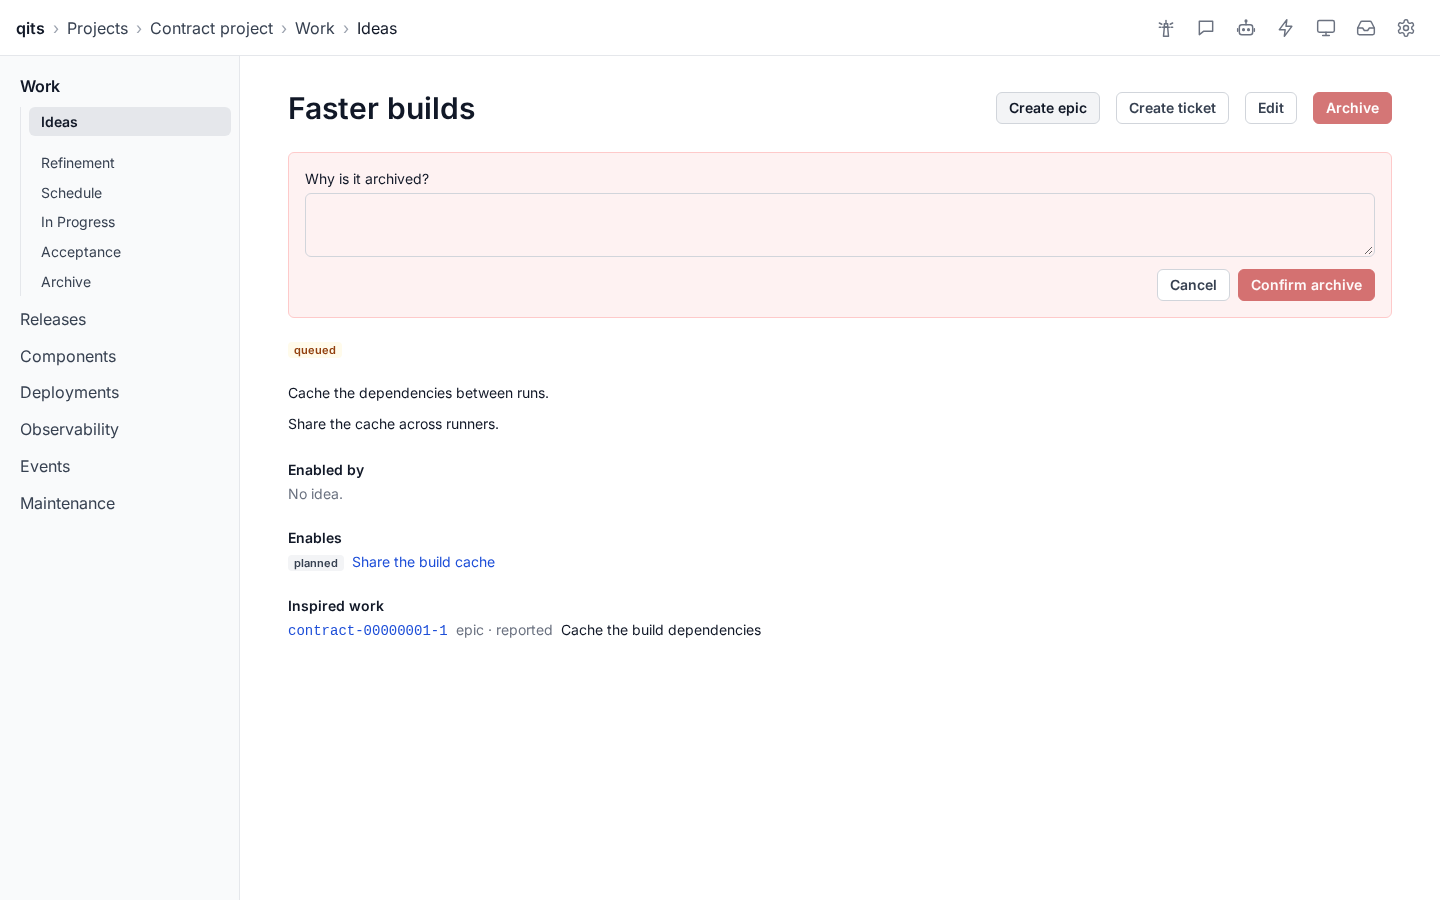 qits › Projects › Contract project › Work › Ideas
Work
Ideas
Refinement
Schedule
In Progress
Acceptance
Archive
Releases
Components
Deployments
Observability
Events
Maintenance
Faster builds
Create epic
Create ticket
Edit
Archive
Why is it archived?
Cancel
Confirm archive
queued
Cache the dependencies between runs.
Share the cache across runners.
Enabled by
No idea.
Enables
planned Share the build cache
Inspired work
contract-00000001-1 epic · reported Cache the build dependencies